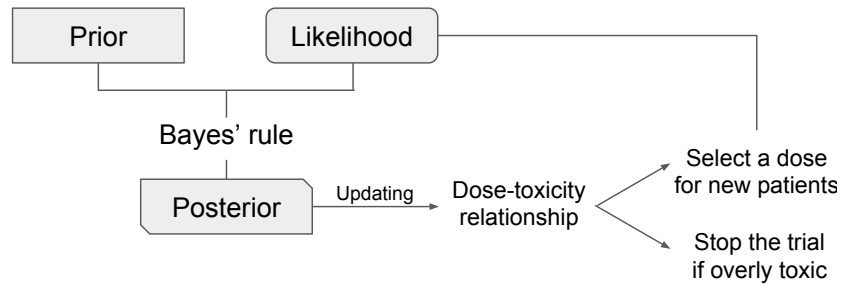 Prior
Likelihood
Bayes' rule
Posterior
Updating
Dose-toxicity
relationship
Select a dose
for new patients
Stop the trial
if overly toxic